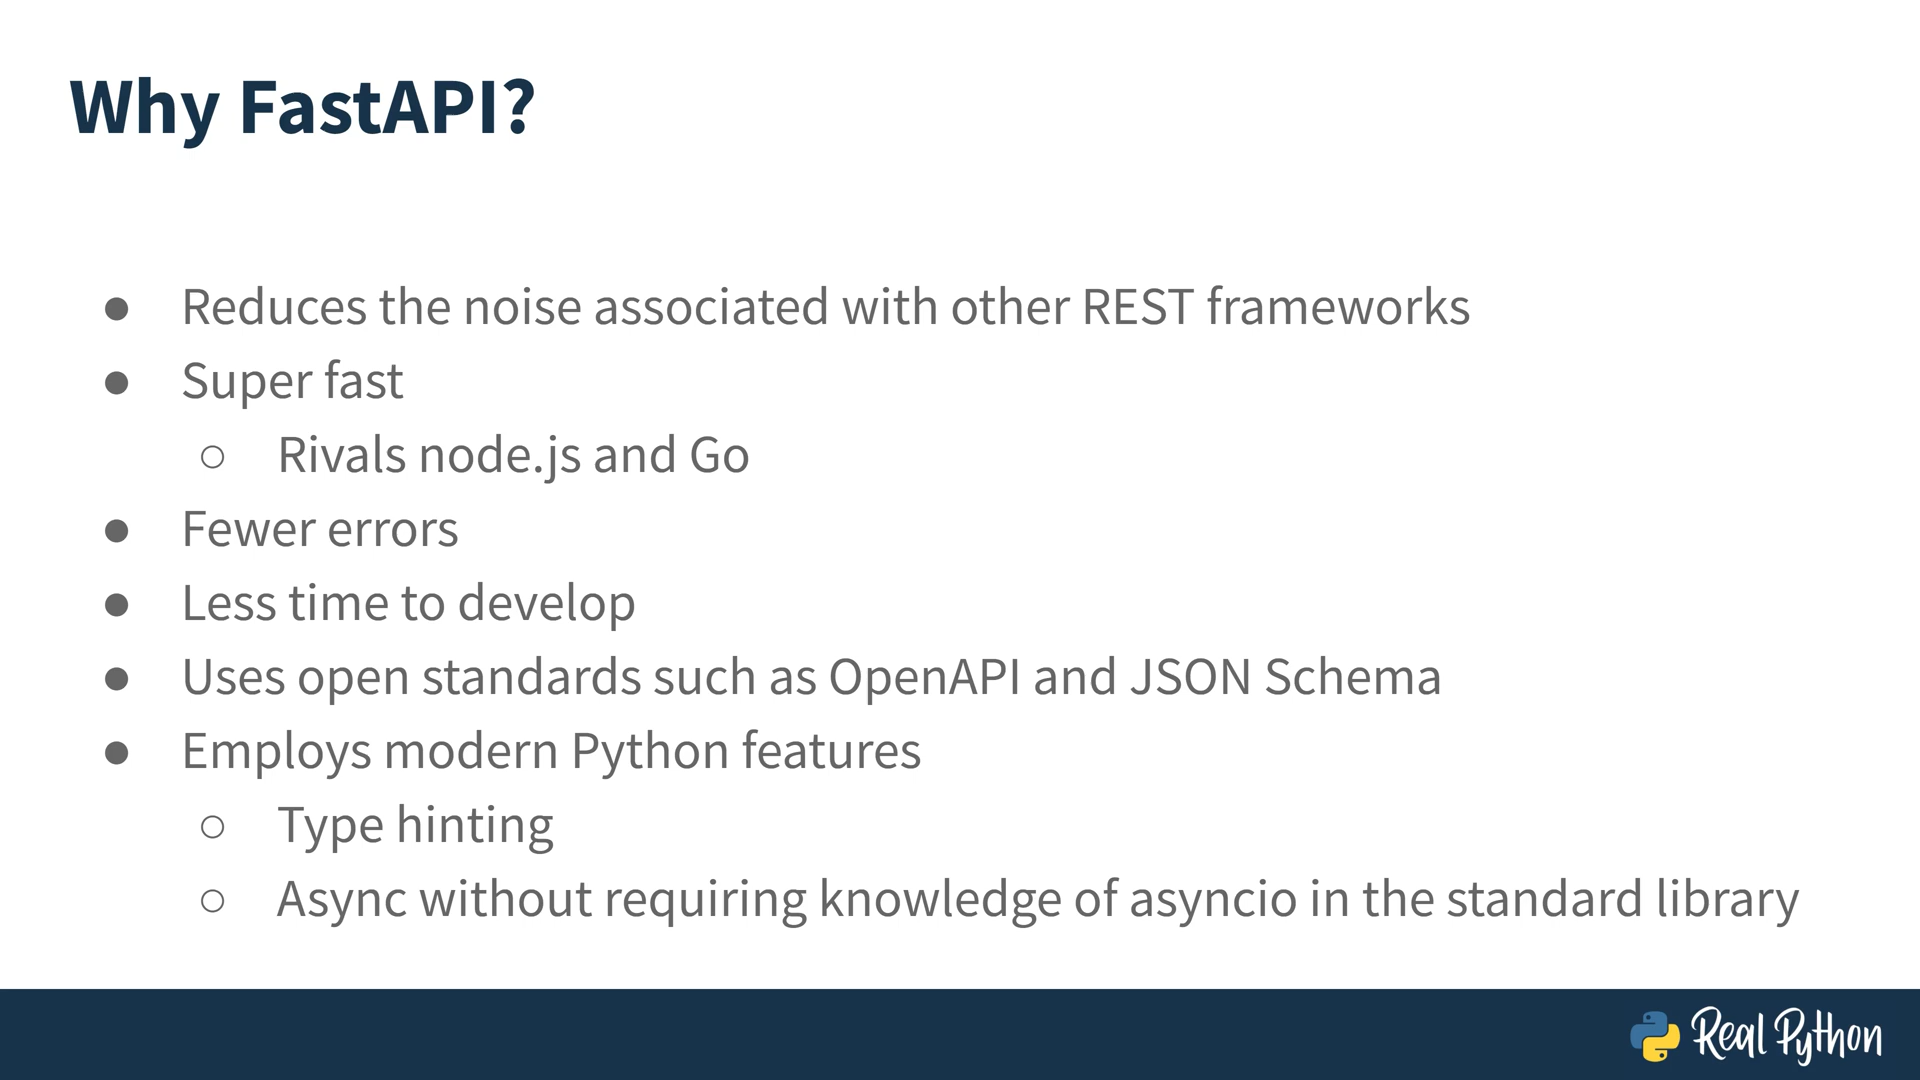 Why FastAPI?
● Reduces the noise associated with other REST frameworks
● Super fast
○ Rivals node.js and Go
● Fewer errors
● Less time to develop
● Uses open standards such as OpenAPI and JSON Schema
● Employs modern Python features
○ Type hinting
○ Async without requiring knowledge of asyncio in the standard library
Real Python